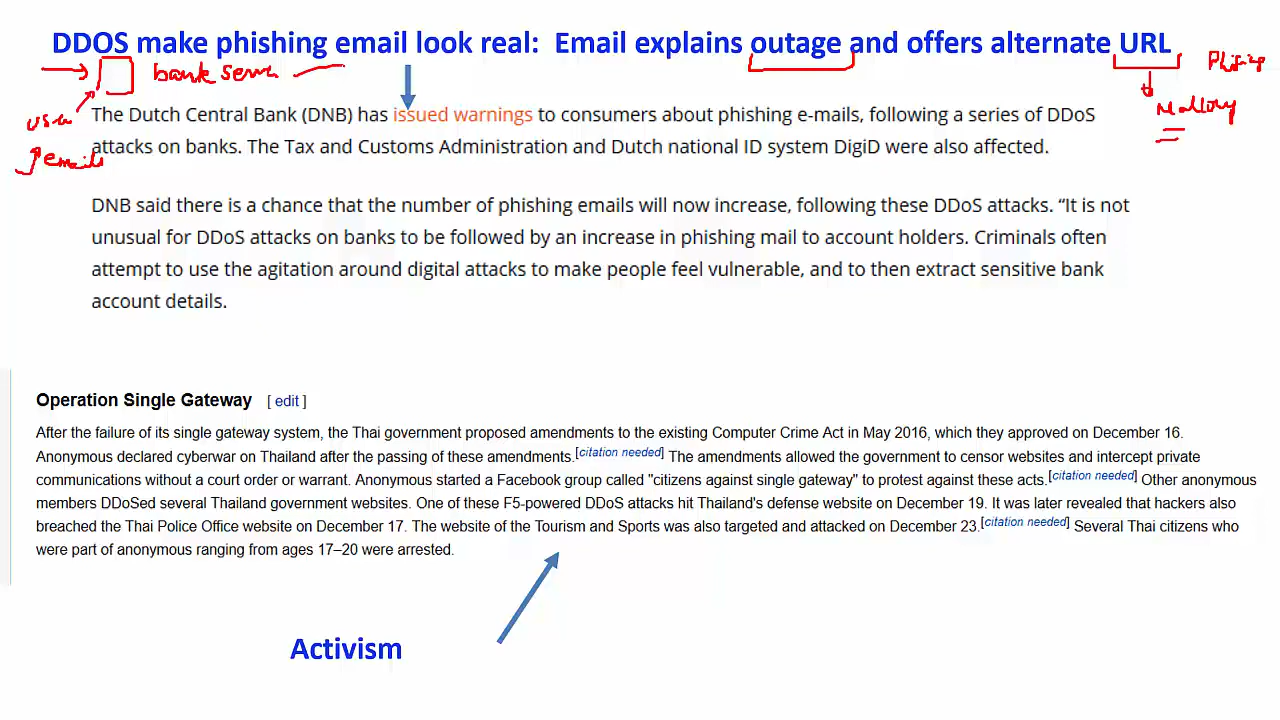 DDOS make phishing email look real: Email explains outage and offers alternate URL
bank serve
user
emails
Mallory
The Dutch Central Bank (DNB) has issued warnings to consumers about phishing e-mails, following a series of DDoS
attacks on banks. The Tax and Customs Administration and Dutch national ID system DigiD were also affected.
DNB said there is a chance that the number of phishing emails will now increase, following these DDoS attacks. “It is not
unusual for DDoS attacks on banks to be followed by an increase in phishing mail to account holders. Criminals often
attempt to use the agitation around digital attacks to make people feel vulnerable, and to then extract sensitive bank
account details.
Operation Single Gateway [ edit ]
After the failure of its single gateway system, the Thai government proposed amendments to the existing Computer Crime Act in May 2016, which they approved on December 16.
Anonymous declared cyberwar on Thailand after the passing of these amendments.[citation needed] The amendments allowed the government to censor websites and intercept private
communications without a court order or warrant. Anonymous started a Facebook group called "citizens against single gateway" to protest against these acts.[citation needed] Other anonymous
members DDoSed several Thailand government websites. One of these F5-powered DDoS attacks hit Thailand's defense website on December 19. It was later revealed that hackers also
breached the Thai Police Office website on December 17. The website of the Tourism and Sports was also targeted and attacked on December 23.[citation needed] Several Thai citizens who
were part of anonymous ranging from ages 17–20 were arrested.
Activism